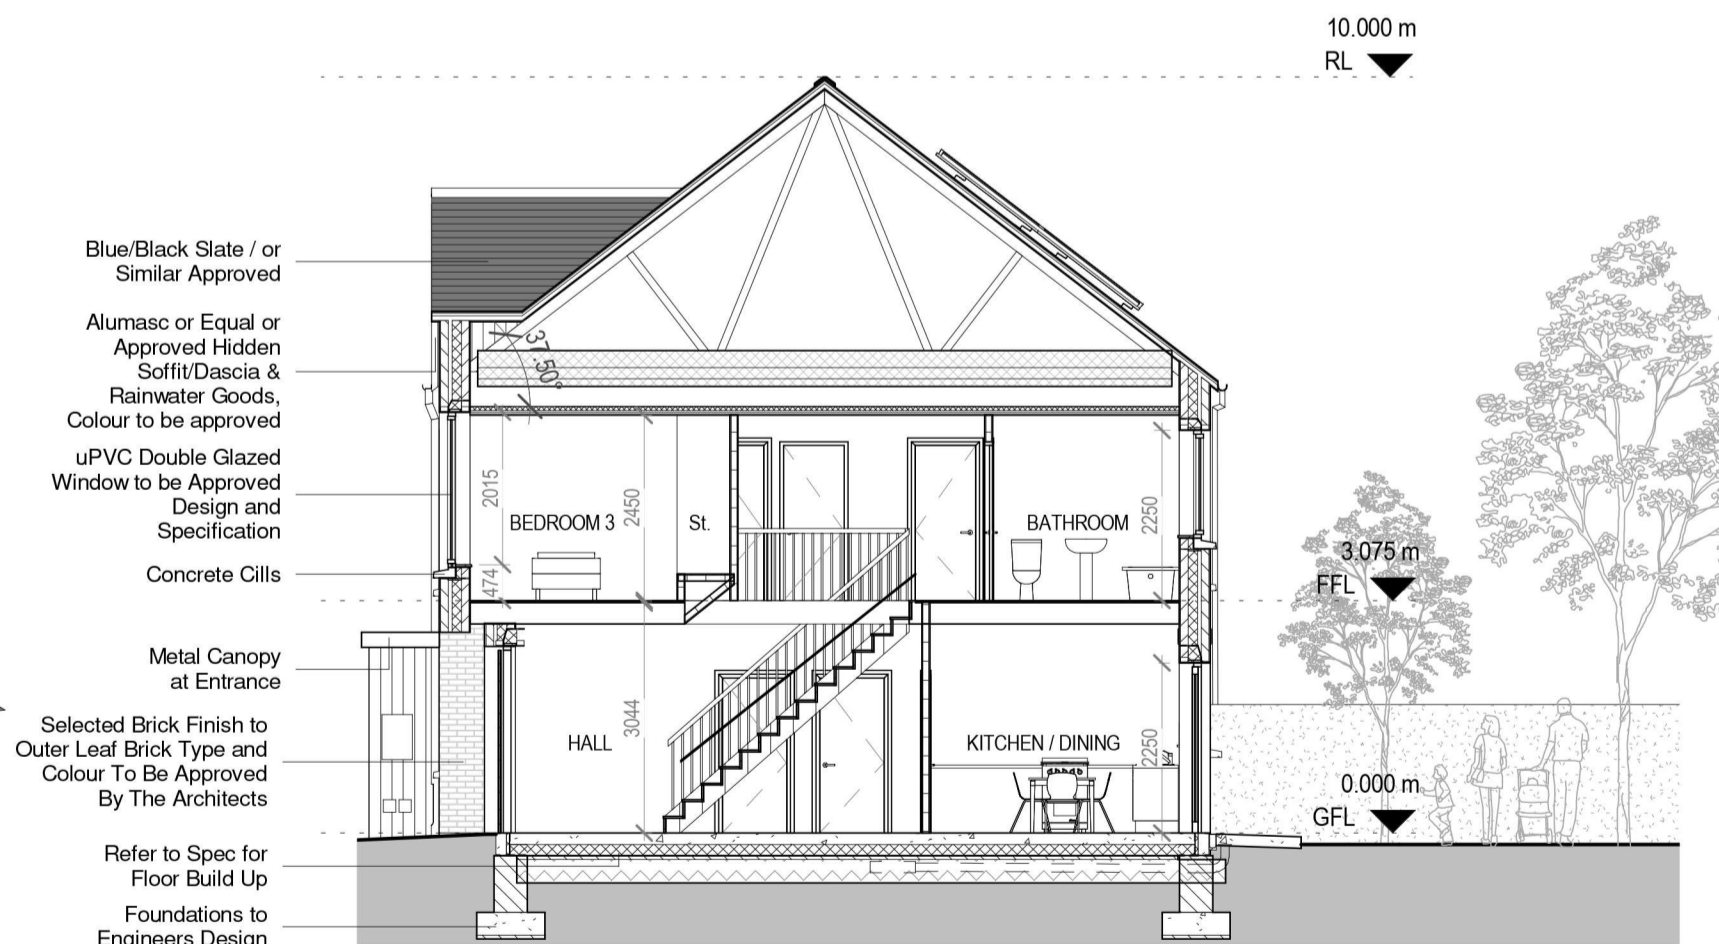 10.000 m
RL
Blue/Black Slate / or
Similar Approved
Alumasc or Equal or
Approved Hidden
Soffit/Dascia &
Rainwater Goods,
Colour to be approved
37.50°
uPVC Double Glazed
Window to be Approved
Design and
Specification
2015
2450
2250
BEDROOM 3
St.
BATHROOM
3.075 m
FFL
Concrete Cills
474
Metal Canopy
at Entrance
Selected Brick Finish to
Outer Leaf Brick Type and
Colour To Be Approved
By The Architects
HALL
3044
KITCHEN / DINING
2250
0.000 m
GFL
Refer to Spec for
Floor Build Up
Foundations to
Engineers Design